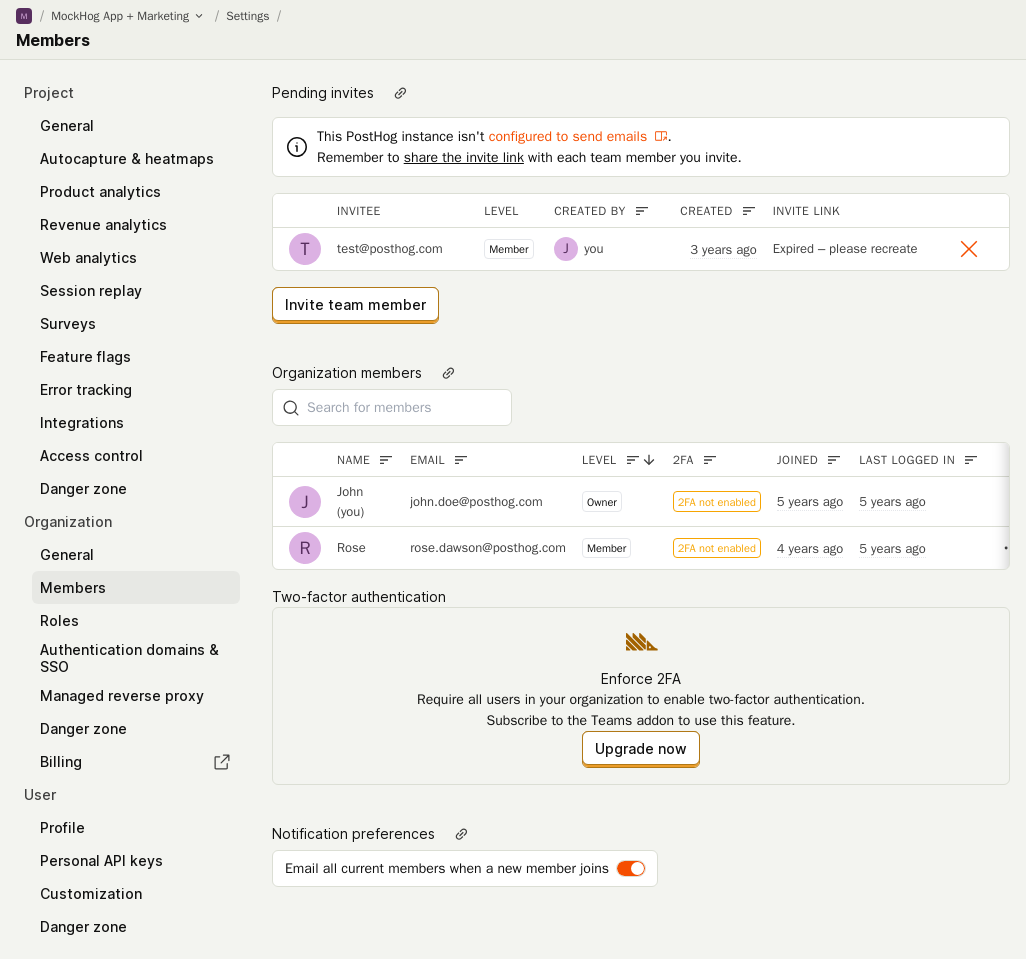 M / MockHog App + Marketing / Settings /
Members
Project
General
Autocapture & heatmaps
Product analytics
Revenue analytics
Web analytics
Session replay
Surveys
Feature flags
Error tracking
Integrations
Access control
Danger zone
Organization
General
Members
Roles
Authentication domains &
SSO
Managed reverse proxy
Danger zone
Billing
User
Profile
Personal API keys
Customization
Danger zone
Pending invites
This PostHog instance isn't configured to send emails .
Remember to share the invite link with each team member you invite.
INVITEE LEVEL CREATED BY CREATED INVITE LINK
T test@posthog.com Member J you 3 years ago Expired – please recreate
Invite team member
Organization members
Search for members
NAME EMAIL LEVEL 2FA JOINED LAST LOGGED IN
J John (you) john.doe@posthog.com Owner 2FA not enabled 5 years ago 5 years ago
R Rose rose.dawson@posthog.com Member 2FA not enabled 4 years ago 5 years ago
Two-factor authentication
Enforce 2FA
Require all users in your organization to enable two-factor authentication.
Subscribe to the Teams addon to use this feature.
Upgrade now
Notification preferences
Email all current members when a new member joins